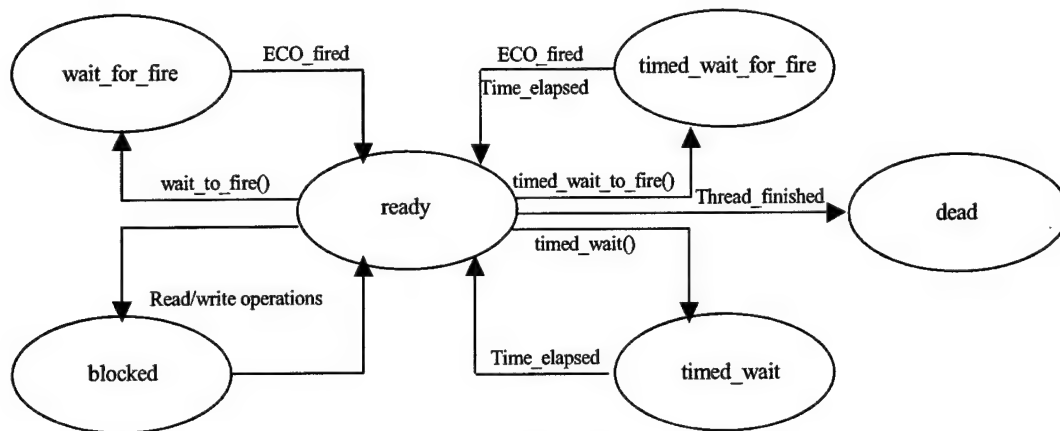 ECO_fired
ECO_fired
wait_for_fire
timed_wait_for_fire
Time_elapsed
wait_to_fire()
timed_wait_to_fire()
Thread_finished
ready
dead
timed_wait()
Read/write operations
Time_elapsed
blocked
timed_wait